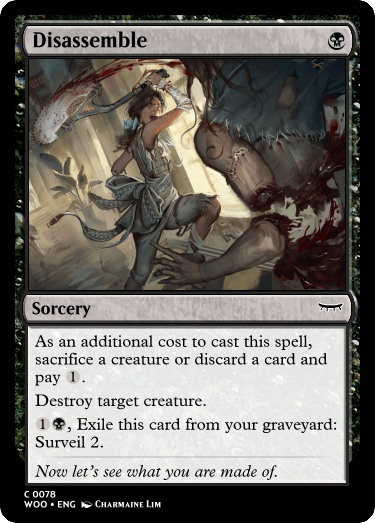 Disassemble
Sorcery
As an additional cost to cast this spell,
sacrifice a creature or discard a card and
pay 1.
Destroy target creature.
1, Exile this card from your graveyard:
Surveil 2.
Now let's see what you are made of.
C 0078
WOO • ENG Charmaine Lim